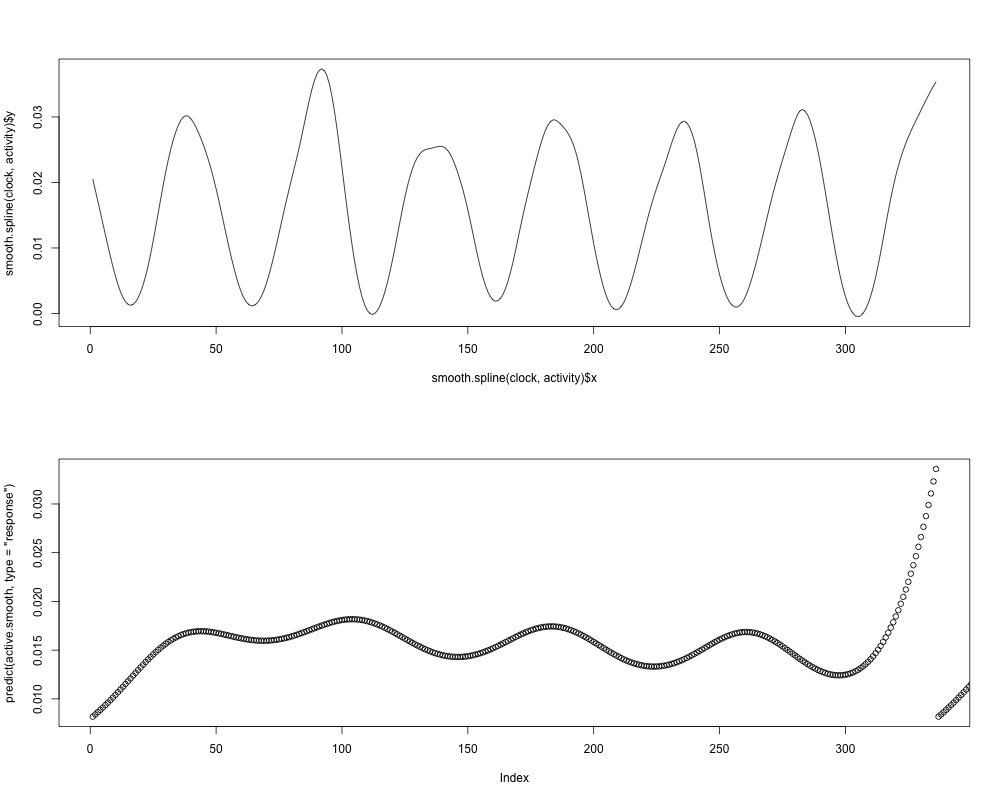 smooth.spline(clock, activity)$y
0.03
0.02
0.01
0.00
0 50 100 150 200 250 300
smooth.spline(clock, activity)$x
predict(active.smooth, type = "response")
0.030
0.025
0.020
0.015
0.010
0 50 100 150 200 250 300
Index